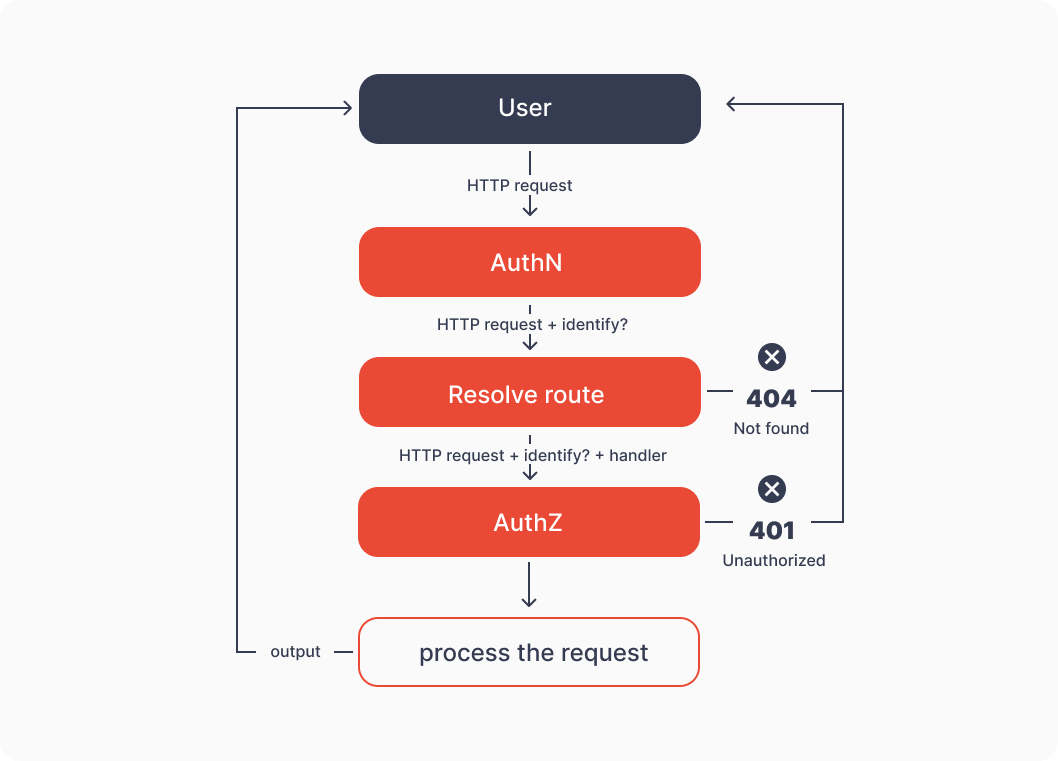 User
HTTP request
AuthN
HTTP request + identify?
Resolve route
404
Not found
HTTP request + identify? + handler
AuthZ
401
Unauthorized
process the request
output